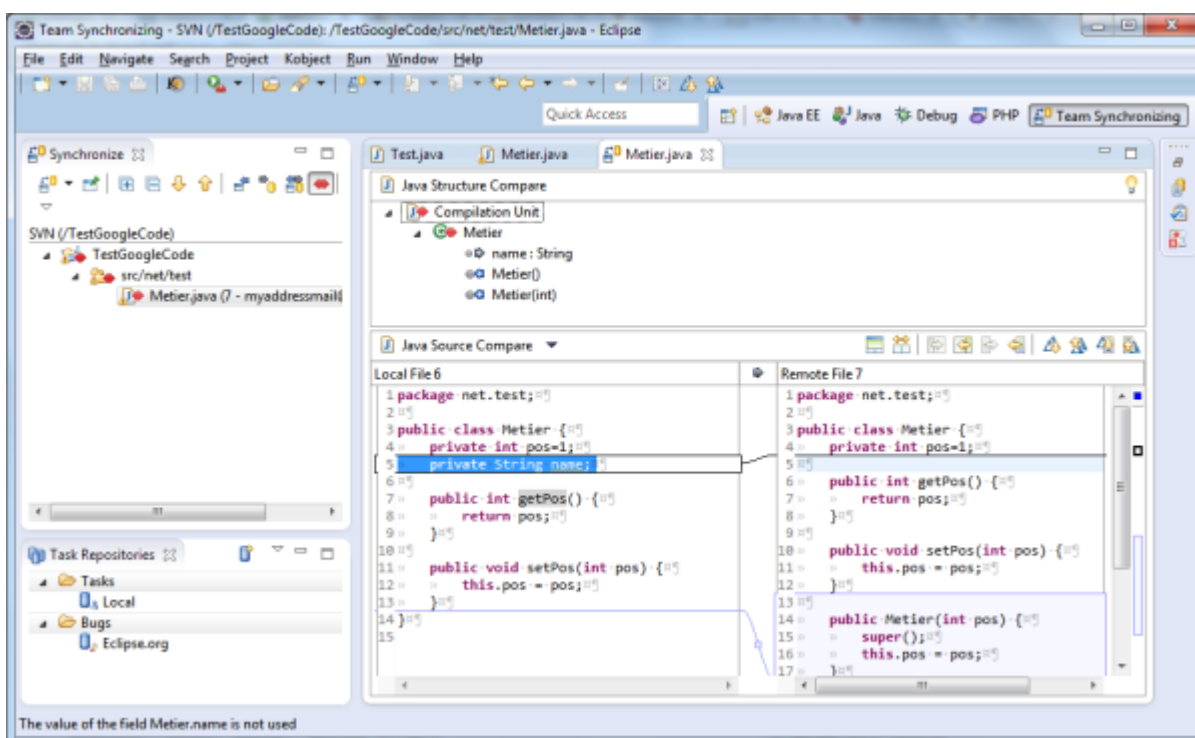 Team Synchronizing - SVN (/TestGoogleCode): /TestGoogleCode/src/net/test/Metier.java - Eclipse
File Edit Navigate Search Project Kobject Run Window Help
Quick Access
Java EE Java Debug PHP Team Synchronizing
Synchronize
SVN (/TestGoogleCode)
TestGoogleCode
src/net/test
Metier.java (7 - myaddressmail
Task Repositories
Tasks
Local
Bugs
Eclipse.org
Test.java Metier.java Metier.java
Java Structure Compare
Compilation Unit
Metier
name : String
Metier()
Metier(int)
Java Source Compare
Local File 6
1 package net.test;
2
3 public class Metier {
4 private int pos=1;
5 private String name;
6
7 public int getPos() {
8 return pos;
9 }
10
11 public void setPos(int pos) {
12 this.pos = pos;
13 }
14 }
15
Remote File 7
1 package net.test;
2
3 public class Metier {
4 private int pos=1;
5
6 public int getPos() {
7 return pos;
8 }
9
10 public void setPos(int pos) {
11 this.pos = pos;
12 }
13
14 public Metier(int pos) {
15 super();
16 this.pos = pos;
17 }
The value of the field Metier.name is not used